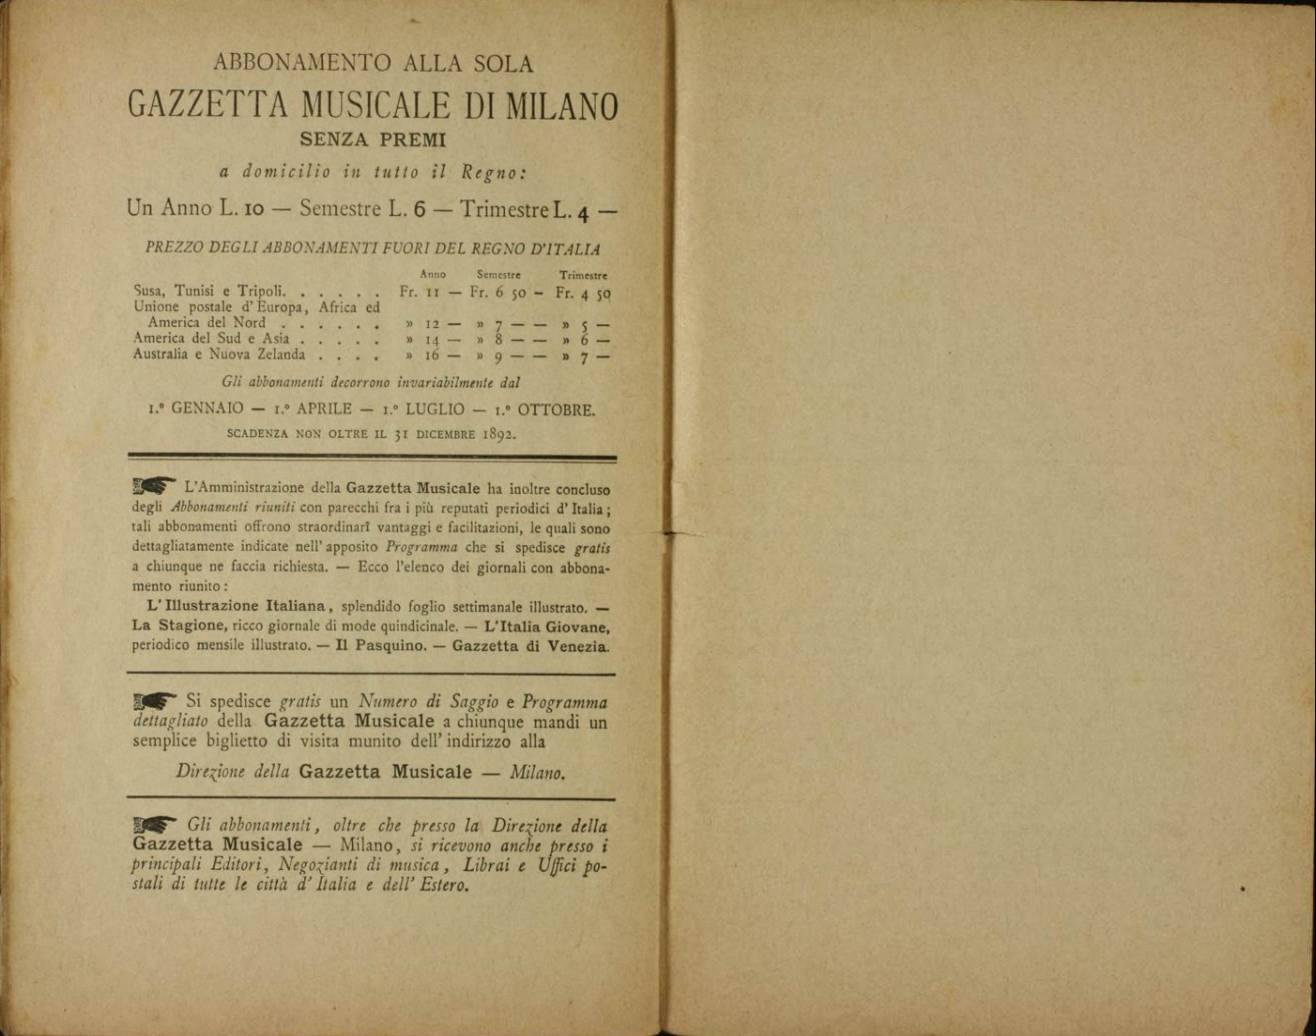 ABBONAMENTO ALLA SOLA
GAZZETTA MUSICALE DI MILANO
SENZA PREMI
a domicilio in tutto il Regno:
Un Anno L. 10 — Semestre L. 6 — Trimestre L. 4 —
PREZZO DEGLI ABBONAMENTI FUORI DEL REGNO D'ITALIA
Anno Semestre Trimestre
Susa, Tunisi e Tripoli. . . . . . Fr. 11 — Fr. 6 50 — Fr. 4 50
Unione postale d'Europa, Africa ed
America del Nord . . . . . . » 12 — » 7 — — » 5 —
America del Sud e Asia . . . . . » 14 — » 8 — — » 6 —
Australia e Nuova Zelanda . . . . » 16 — » 9 — — » 7 —
Gli abbonamenti decorrono invariabilmente dal
1.º GENNAIO — 1.º APRILE — 1.º LUGLIO — 1.º OTTOBRE.
SCADENZA NON OLTRE IL 31 DICEMBRE 1892.
L'Amministrazione della Gazzetta Musicale ha inoltre concluso
degli Abbonamenti riuniti con parecchi fra i più reputati periodici d'Italia;
tali abbonamenti offrono straordinarî vantaggi e facilitazioni, le quali sono
dettagliatamente indicate nell'apposito Programma che si spedisce gratis
a chiunque ne faccia richiesta. — Ecco l'elenco dei giornali con abbona-
mento riunito:
L'Illustrazione Italiana, splendido foglio settimanale illustrato. —
La Stagione, ricco giornale di mode quindicinale. — L'Italia Giovane,
periodico mensile illustrato. — Il Pasquino. — Gazzetta di Venezia.
Si spedisce gratis un Numero di Saggio e Programma
dettagliato della Gazzetta Musicale a chiunque mandi un
semplice biglietto di visita munito dell'indirizzo alla
Direzione della Gazzetta Musicale — Milano.
Gli abbonamenti, oltre che presso la Direzione della
Gazzetta Musicale — Milano, si ricevono anche presso i
principali Editori, Negozianti di musica, Librai e Uffici po-
stali di tutte le città d'Italia e dell'Estero.